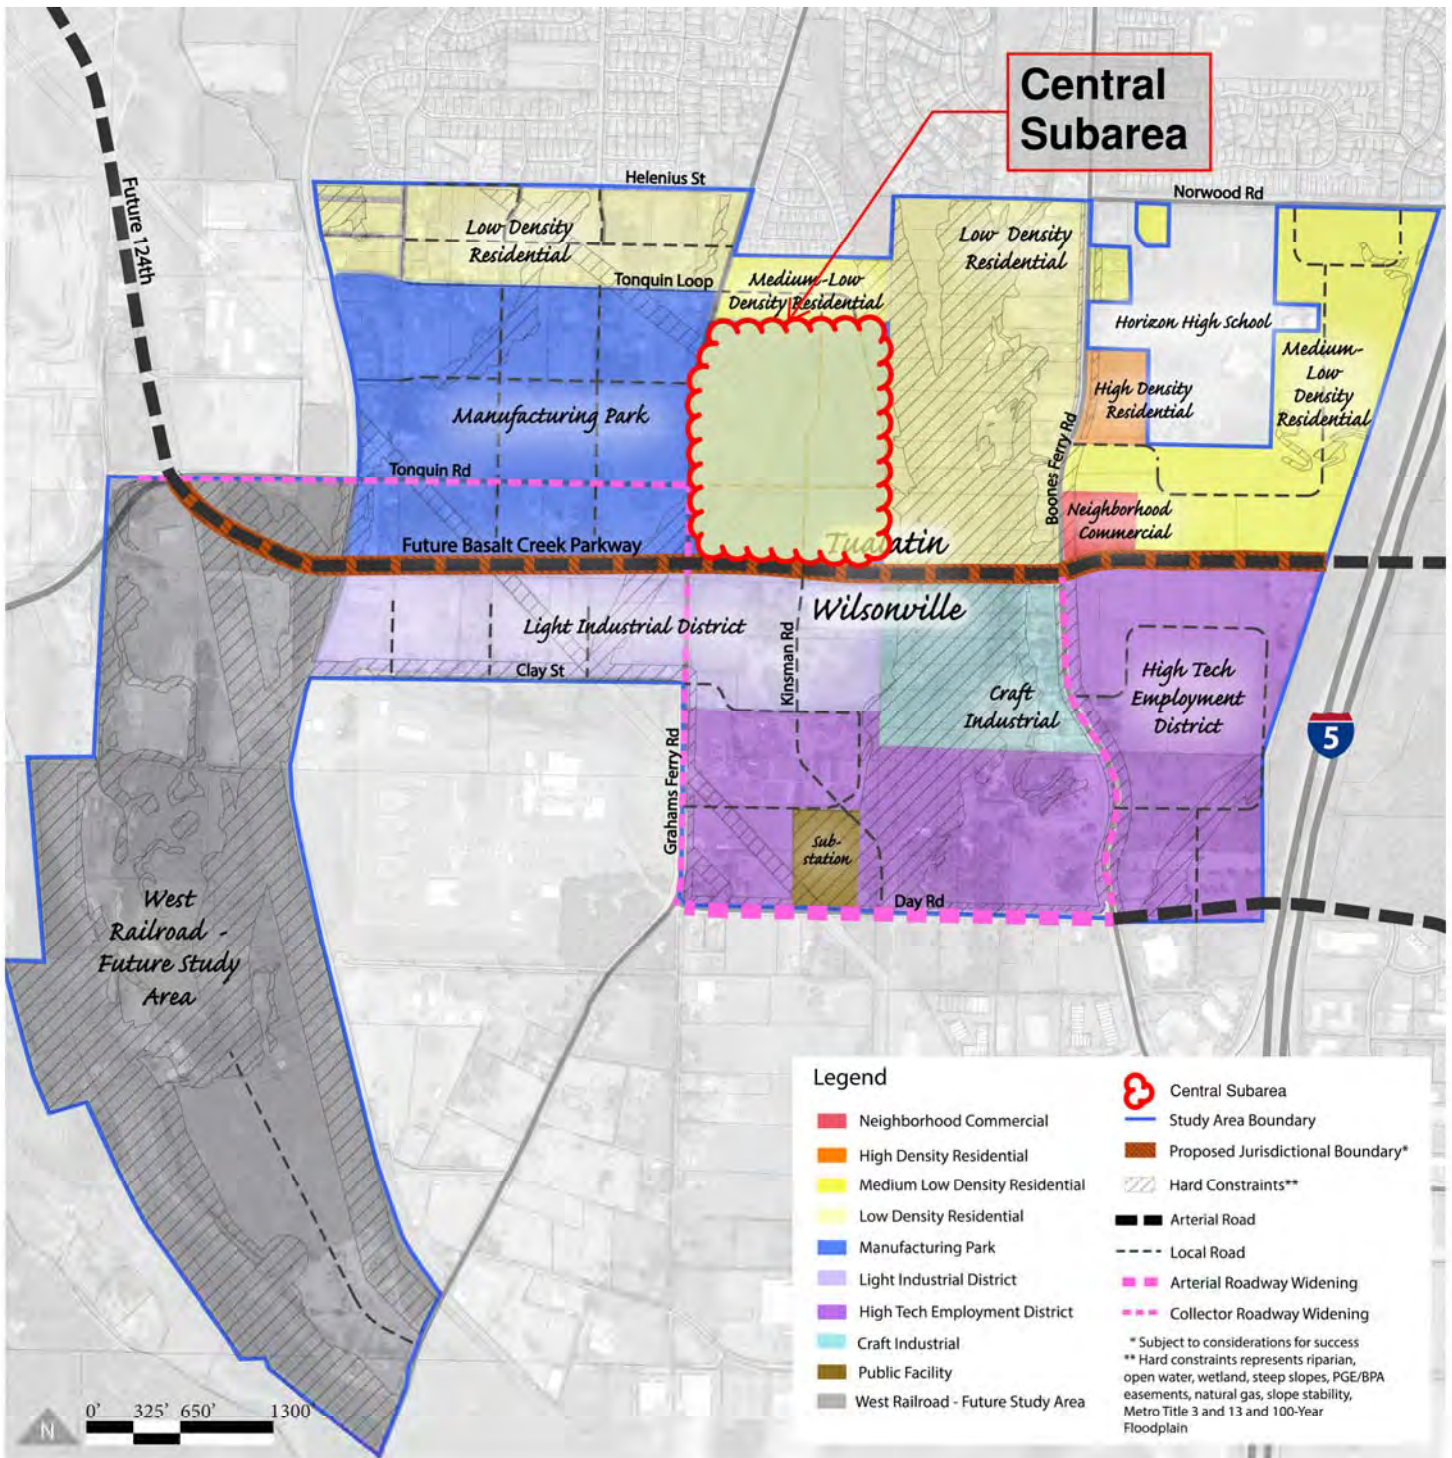 Central
Subarea
Helenius St
Norwood Rd
Future 124th
Low Density
Residential
Low Density
Residential
Tonquin Loop
Medium-Low
Density Residential
Horizon High School
Medium-
Low
Density
Residential
High Density
Residential
Manufacturing Park
Tonquin Rd
Boones Ferry Rd
Neighborhood
Commercial
Future Basalt Creek Parkway
Tualatin
Wilsonville
Light Industrial District
Kinsman Rd
Clay St
Craft
Industrial
High Tech
Employment
District
5
Grahams Ferry Rd
Sub-
station
Day Rd
West
Railroad -
Future Study
Area
Legend
Neighborhood Commercial
High Density Residential
Medium Low Density Residential
Low Density Residential
Manufacturing Park
Light Industrial District
High Tech Employment District
Craft Industrial
Public Facility
West Railroad - Future Study Area
Central Subarea
Study Area Boundary
Proposed Jurisdictional Boundary*
Hard Constraints**
Arterial Road
Local Road
Arterial Roadway Widening
Collector Roadway Widening
* Subject to considerations for success
** Hard constraints represents riparian,
open water, wetland, steep slopes, PGE/BPA
easements, natural gas, slope stability,
Metro Title 3 and 13 and 100-Year
Floodplain
N
0' 325' 650' 1300'